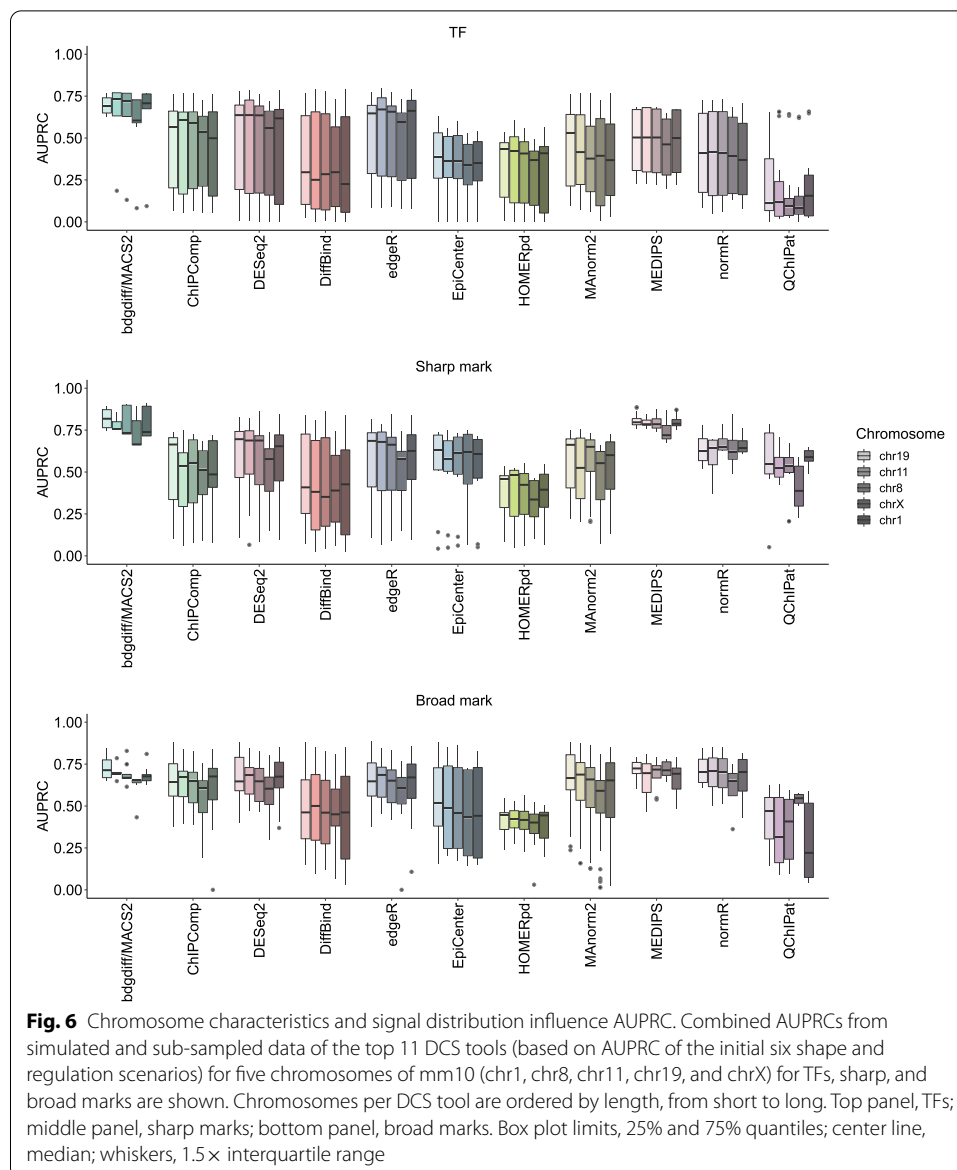 TF
1.00
0.75
0.50
0.25
0.00
AUPRC
bdgdiff/MACS2
ChIPComp
DESeq2
DiffBind
edgeR
EpiCenter
HOMERpd
MAnorm2
MEDIPS
normR
QChIPat
Sharp mark
1.00
0.75
0.50
0.25
0.00
AUPRC
bdgdiff/MACS2
ChIPComp
DESeq2
DiffBind
edgeR
EpiCenter
HOMERpd
MAnorm2
MEDIPS
normR
QChIPat
Chromosome
chr19
chr11
chr8
chrX
chr1
Broad mark
1.00
0.75
0.50
0.25
0.00
AUPRC
bdgdiff/MACS2
ChIPComp
DESeq2
DiffBind
edgeR
EpiCenter
HOMERpd
MAnorm2
MEDIPS
normR
QChIPat
Fig. 6 Chromosome characteristics and signal distribution influence AUPRC. Combined AUPRCs from
simulated and sub-sampled data of the top 11 DCS tools (based on AUPRC of the initial six shape and
regulation scenarios) for five chromosomes of mm10 (chr1, chr8, chr11, chr19, and chrX) for TFs, sharp, and
broad marks are shown. Chromosomes per DCS tool are ordered by length, from short to long. Top panel, TFs;
middle panel, sharp marks; bottom panel, broad marks. Box plot limits, 25% and 75% quantiles; center line,
median; whiskers, 1.5× interquartile range